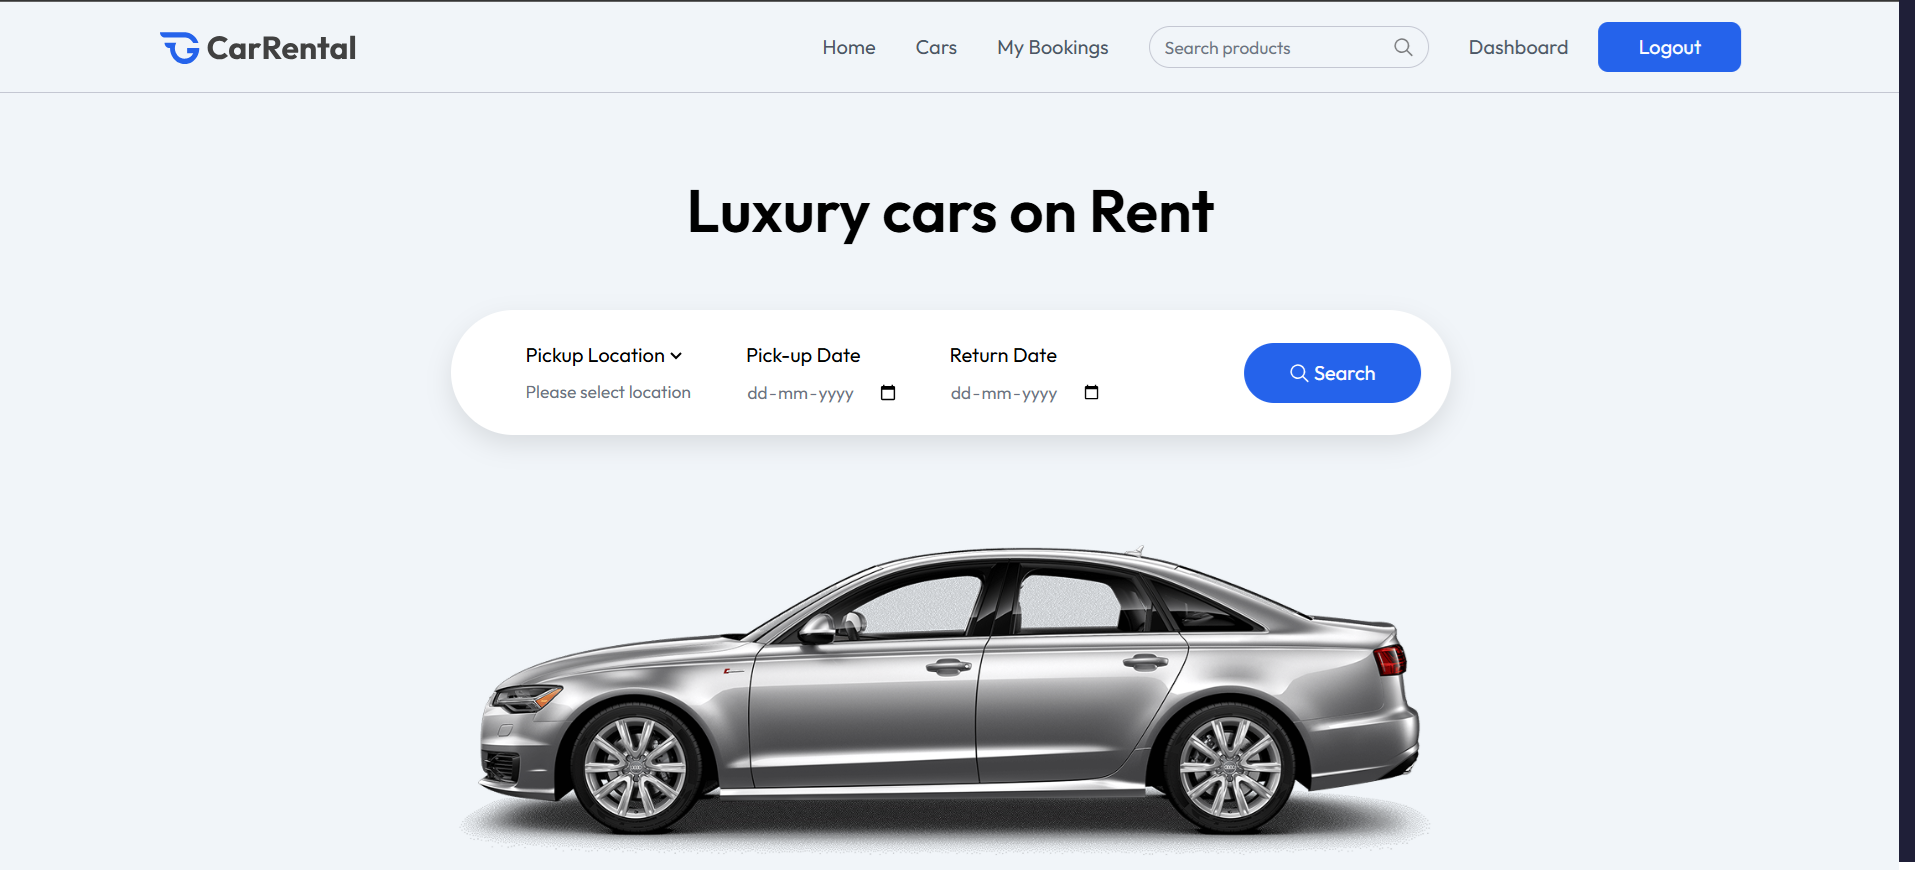 CarRental
Home Cars My Bookings Search products Dashboard Logout
Luxury cars on Rent
Pickup Location Pick-up Date Return Date
Please select location dd-mm-yyyy dd-mm-yyyy
Search